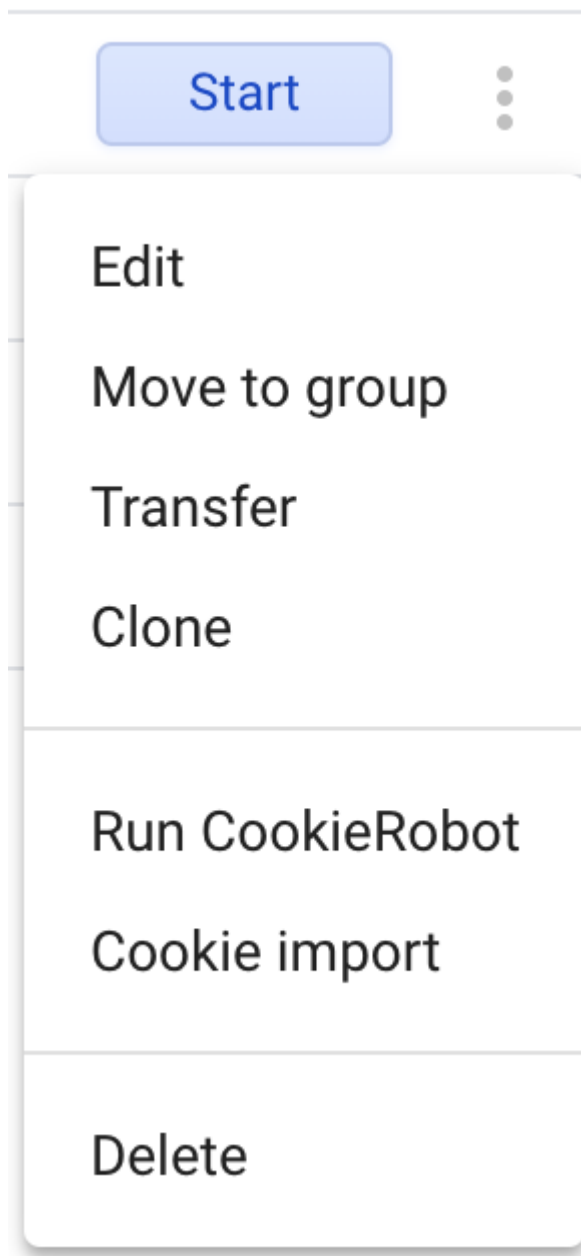 Start
Edit
Move to group
Transfer
Clone
Run CookieRobot
Cookie import
Delete